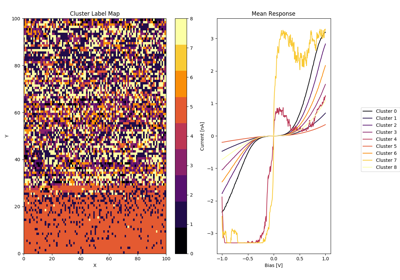 Cluster Label Map
Mean Response
100
80
60
40
20
0
y
0
20
40
60
80
100
x
8
7
6
5
4
3
2
1
0
Current [nA]
3
2
1
0
−1
−2
−3
−1.0
−0.5
0.0
0.5
1.0
Bias [V]
Cluster 0
Cluster 1
Cluster 2
Cluster 3
Cluster 4
Cluster 5
Cluster 6
Cluster 7
Cluster 8